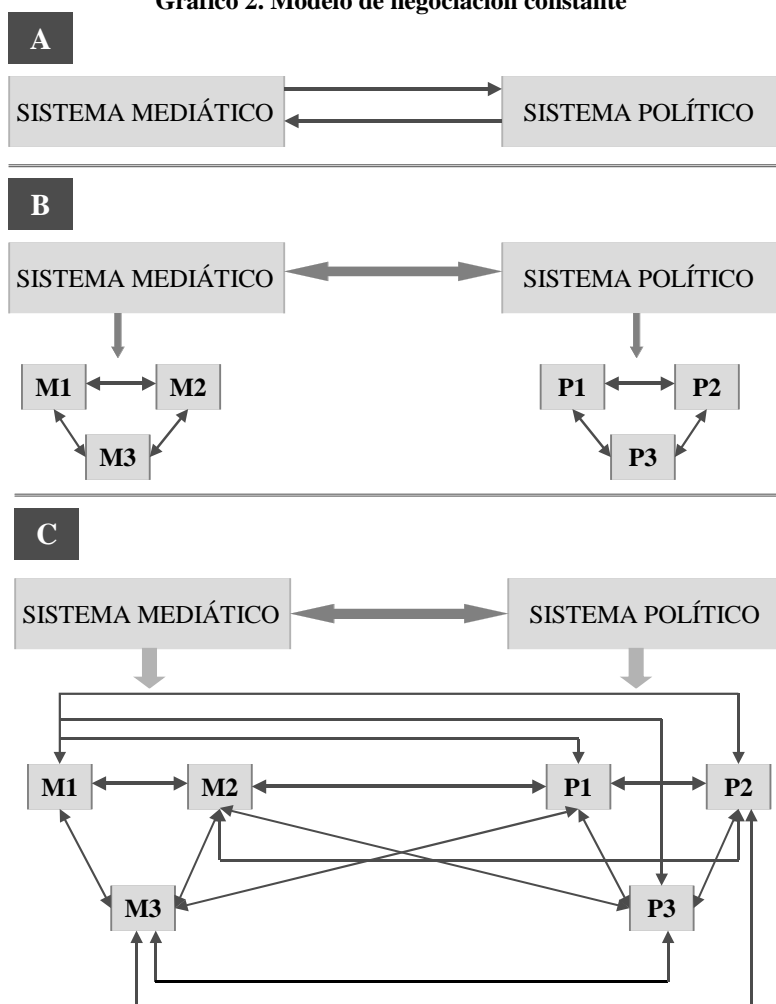 Gráfico 2. Modelo de negociación constante
A
SISTEMA MEDIÁTICO SISTEMA POLÍTICO
B
SISTEMA MEDIÁTICO SISTEMA POLÍTICO
M1 M2 P1 P2
M3 P3
C
SISTEMA MEDIÁTICO SISTEMA POLÍTICO
M1 M2 P1 P2
M3 P3